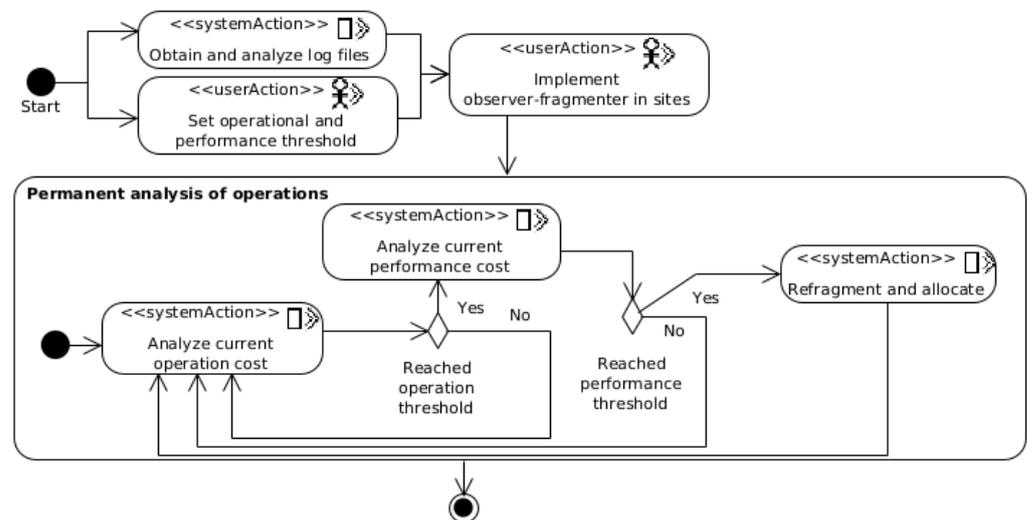 <<systemAction>>
Obtain and analyze log files
Start
<<userAction>>
Set operational and
performance threshold
<<userAction>>
Implement
observer-fragmenter in sites
Permanent analysis of operations
<<systemAction>>
Analyze current
performance cost
<<systemAction>>
Refragment and allocate
Yes
No
Yes
No
<<systemAction>>
Analyze current
operation cost
Reached
operation
threshold
Reached
performance
threshold